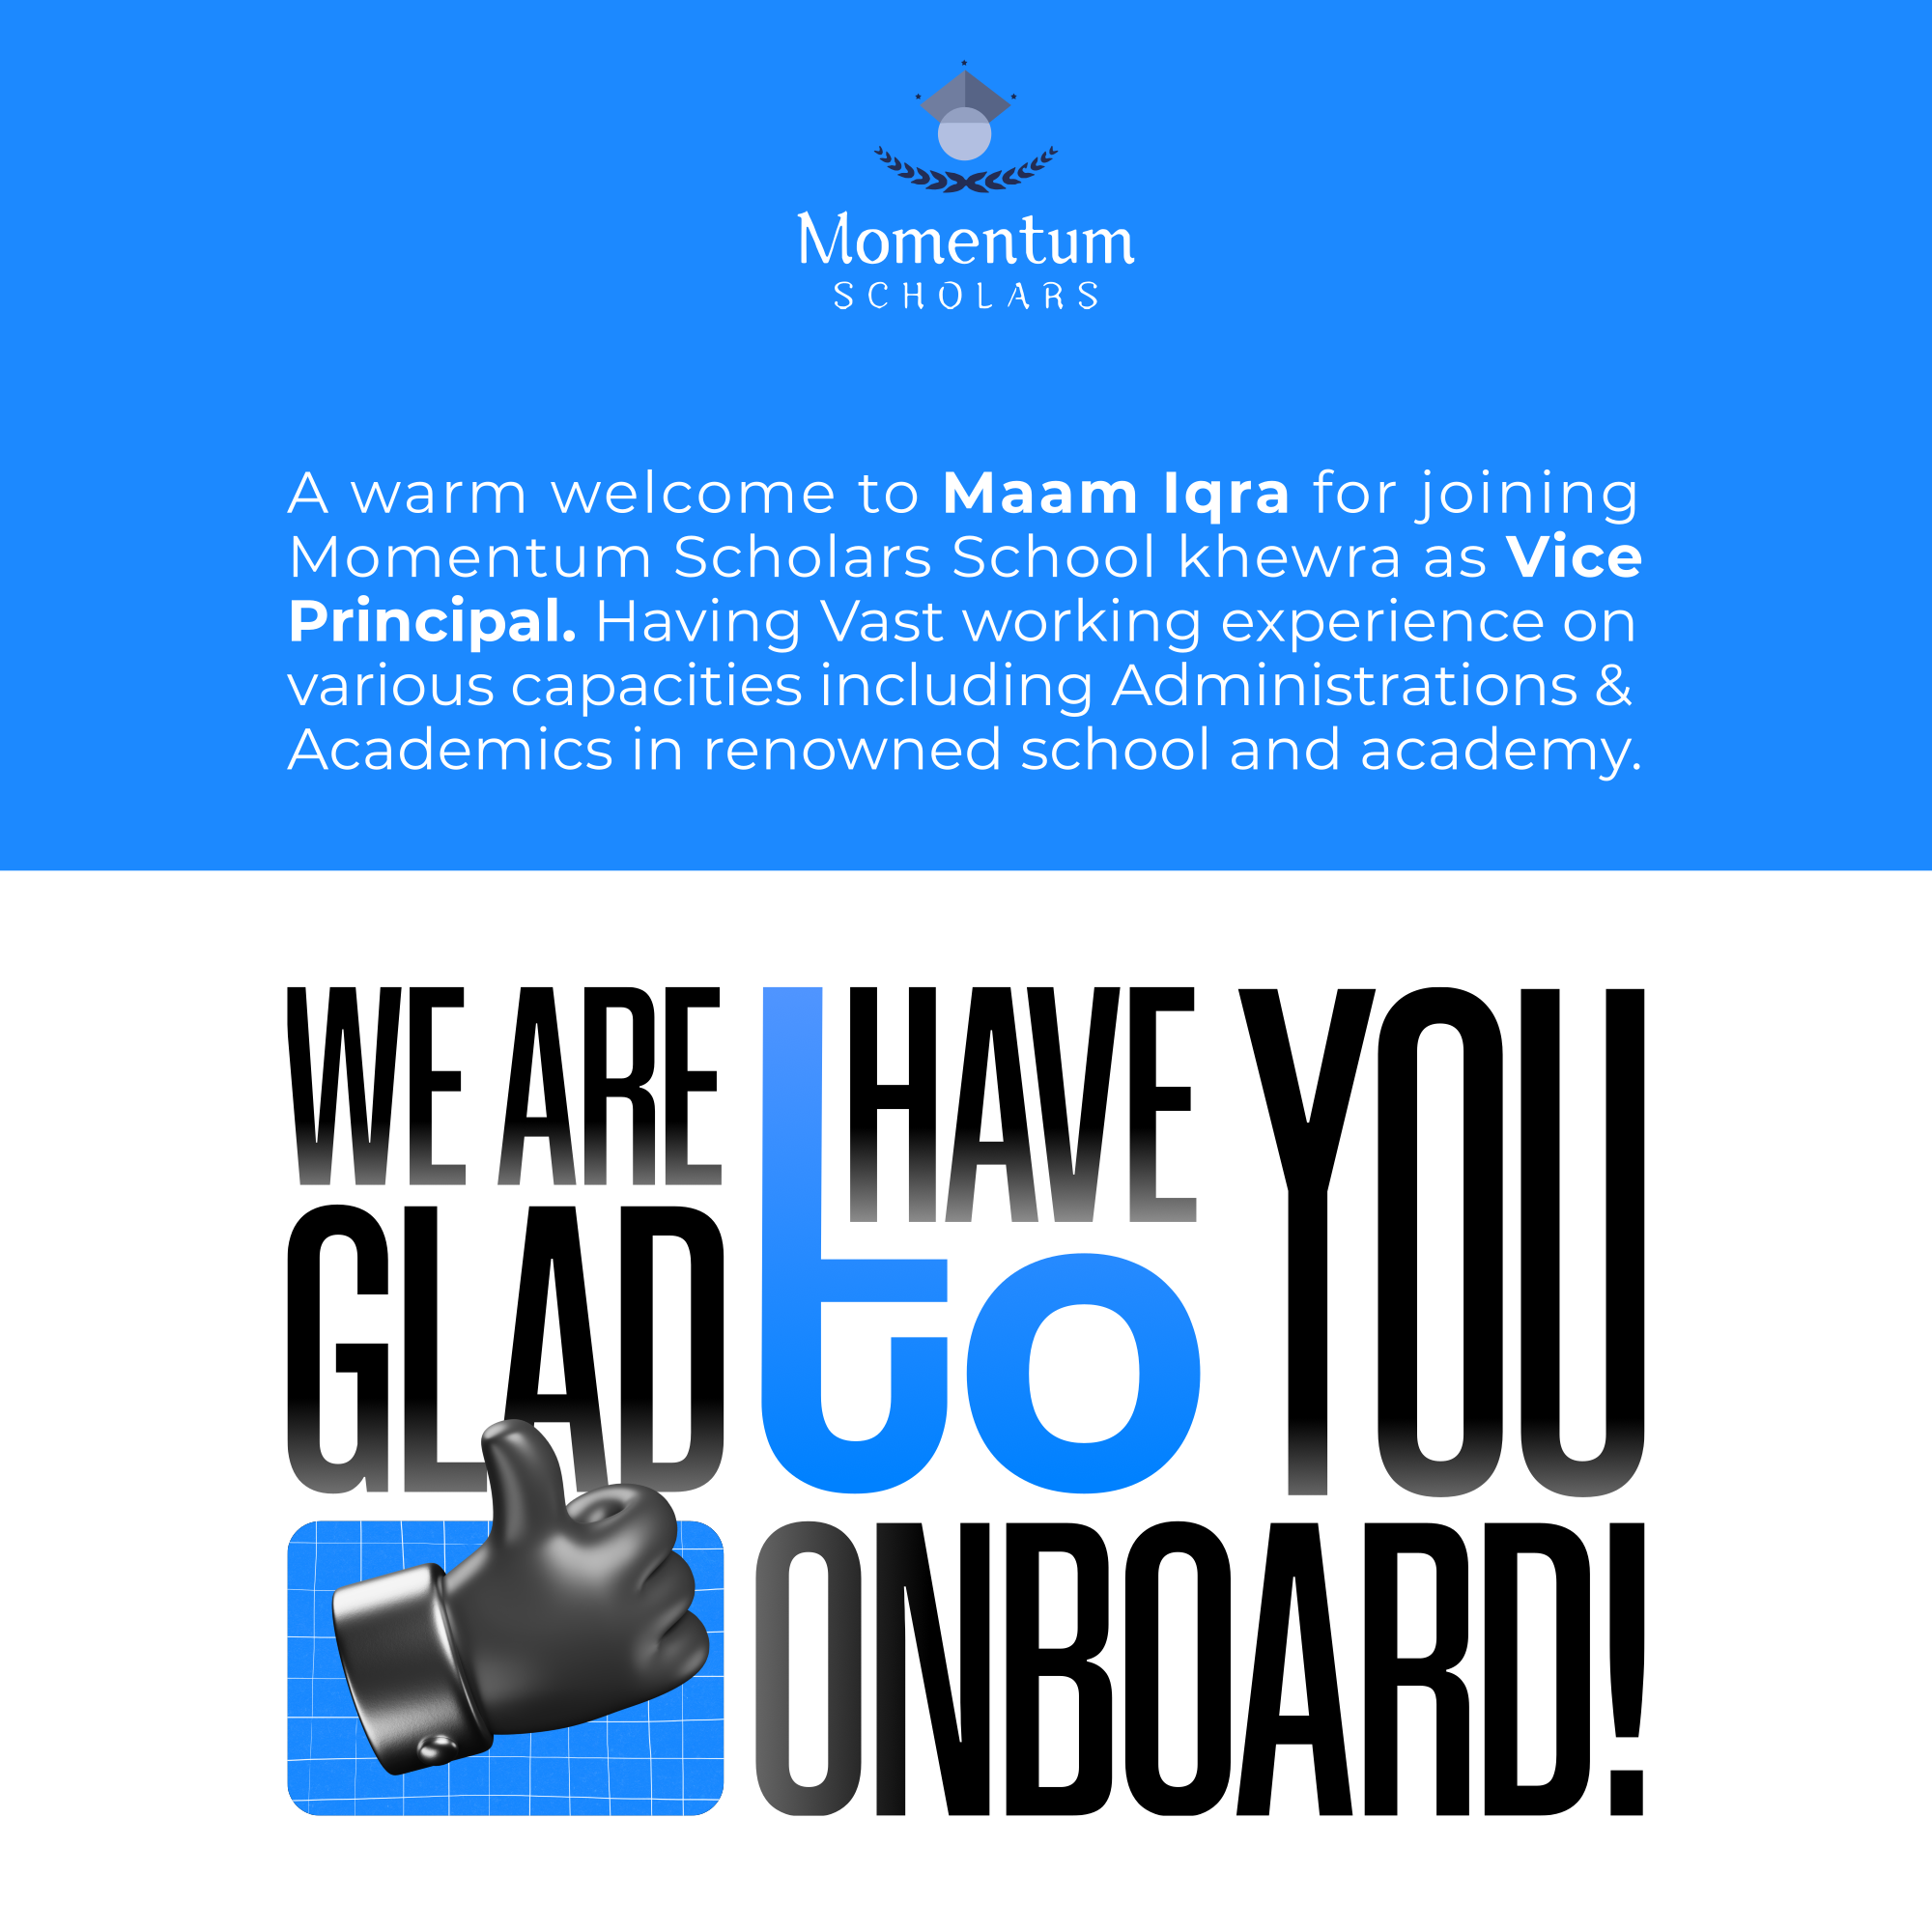 Momentum
SCHOLARS
A warm welcome to Maam Iqra for joining
Momentum Scholars School khewra as Vice
Principal. Having Vast working experience on
various capacities including Administrations &
Academics in renowned school and academy.
WE ARE
GLAD
to
HAVE
YOU
ONBOARD!